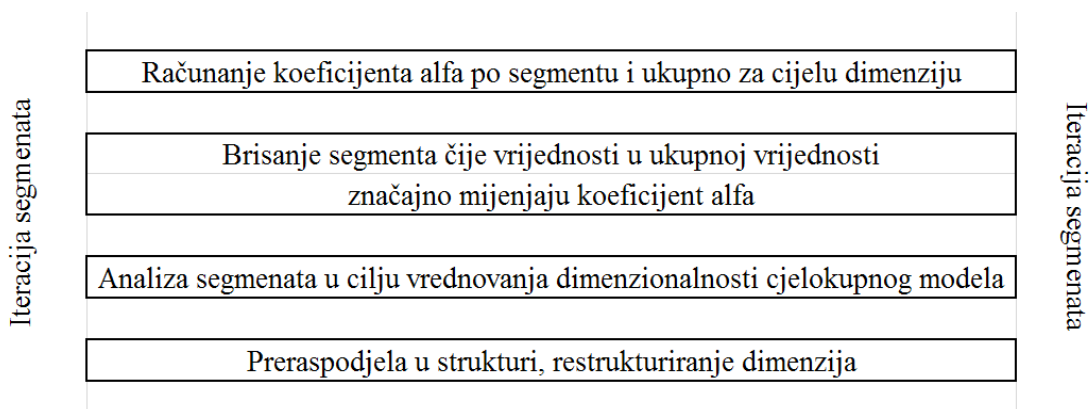 Iteracija segmenata
Računanje koeficijenta alfa po segmentu i ukupno za cijelu dimenziju
Brisanje segmenta čije vrijednosti u ukupnoj vrijednosti
značajno mijenjaju koeficijent alfa
Analiza segmenata u cilju vrednovanja dimenzionalnosti cjelokupnog modela
Preraspodjela u strukturi, restrukturiranje dimenzija
Iteracija segmenata